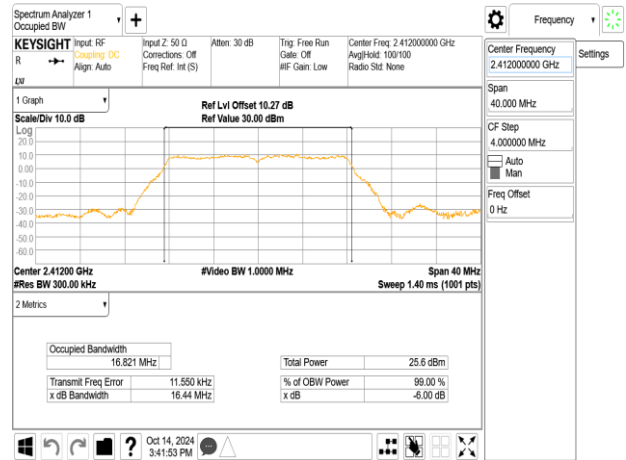 Spectrum Analyzer 1
Occupied BW
KEYSIGHT
R
LXI
Input: RF
Coupling: DC
Align: Auto
Input Z: 50 Ω
Corrections: Off
Freq Ref: Int (S)
Atten: 30 dB
Trig: Free Run
Gate: Off
#IF Gain: Low
Center Freq: 2.412000000 GHz
Avg|Hold: 100/100
Radio Std: None
1 Graph
Scale/Div 10.0 dB
Ref Lvl Offset 10.27 dB
Ref Value 30.00 dBm
Log
20.0
10.0
0.00
-10.0
-20.0
-30.0
-40.0
-50.0
-60.0
Center 2.41200 GHz
#Res BW 300.00 kHz
#Video BW 1.0000 MHz
Span 40 MHz
Sweep 1.40 ms (1001 pts)
2 Metrics
Occupied Bandwidth
16.821 MHz
Total Power 25.6 dBm
Transmit Freq Error 11.550 kHz
% of OBW Power 99.00 %
x dB Bandwidth 16.44 MHz
x dB -6.00 dB
?
Oct 14, 2024
3:41:53 PM
Frequency
Center Frequency
2.412000000 GHz
Settings
Span
40.000 MHz
CF Step
4.000000 MHz
Auto
Man
Freq Offset
0 Hz